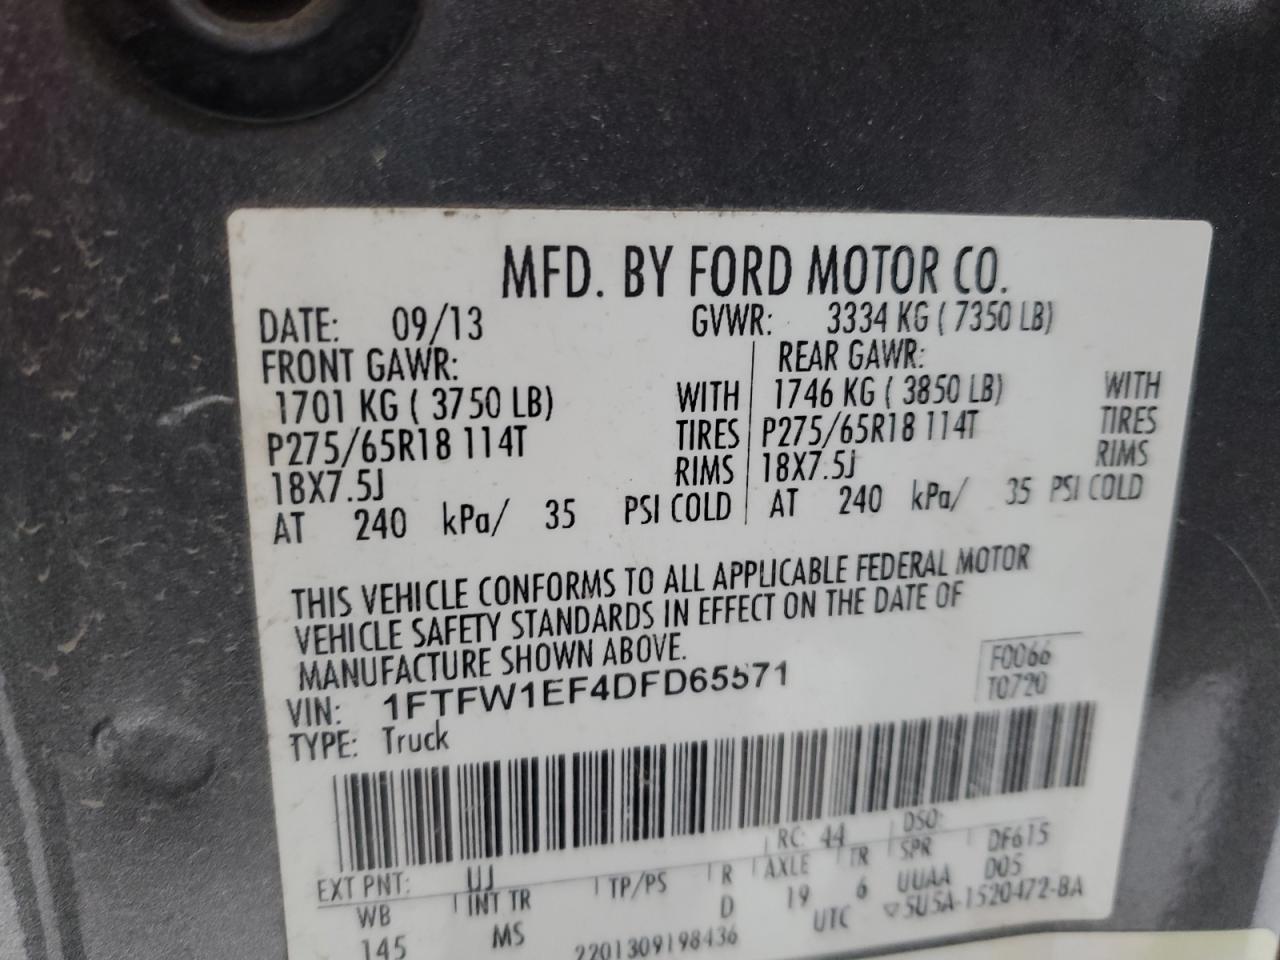 MFD. BY FORD MOTOR CO.
DATE: 09/13 GVWR: 3334 KG ( 7350 LB)
FRONT GAWR: REAR GAWR:
1701 KG ( 3750 LB) WITH 1746 KG ( 3850 LB) WITH
P275/65R18 114T TIRES P275/65R18 114T TIRES
18X7.5J RIMS 18X7.5J RIMS
AT 240 kPa/ 35 PSI COLD AT 240 kPa/ 35 PSI COLD
THIS VEHICLE CONFORMS TO ALL APPLICABLE FEDERAL MOTOR
VEHICLE SAFETY STANDARDS IN EFFECT ON THE DATE OF
MANUFACTURE SHOWN ABOVE.
F0066
VIN: 1FTFW1EF4DFD65571
T0720
TYPE: Truck
EXT PNT: UJ RC: 44 DSO: DF615
WB INT TR TP/PS R AXLE TR SPR D05
145 MS D 19 6 UUAA
2201309198436 UTC ▽5U5A-1520472-BA